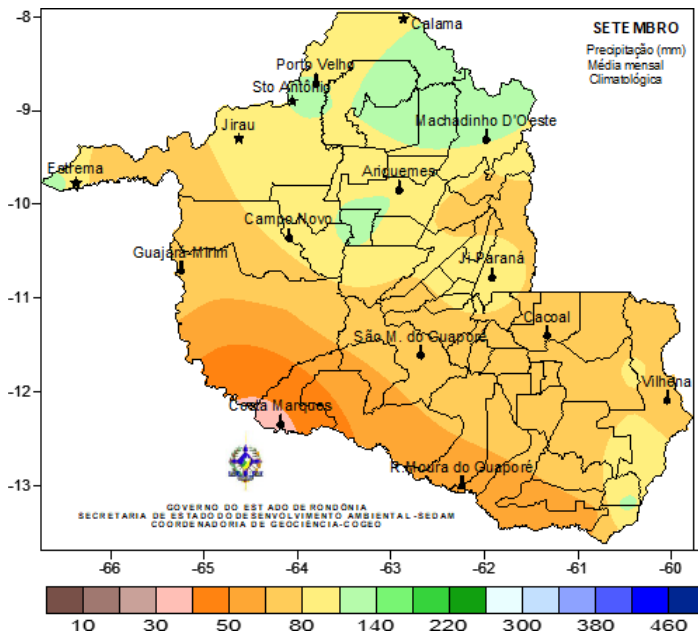 SETEMBRO
Precipitação (mm)
Média mensal
Climatológica
Calama
Porto Velho
Sto Antônio
Machadinho D'Oeste
Jirau
Estrema
Ariquemes
Campo Novo
Guajará-Mirim
Ji-Paraná
Cacoal
São M. do Guaporé
Vilhena
Costa Marques
R.Moura do Guaporé
GOVERNO DO ESTADO DE RONDÔNIA
SECRETARIA DE ESTADO DO DESENVOLVIMENTO AMBIENTAL -SEDAM
COORDENADORIA DE GEOCIÊNCIA-COGEO
-8
-9
-10
-11
-12
-13
-66 -65 -64 -63 -62 -61 -60
10 30 50 80 140 220 300 380 460